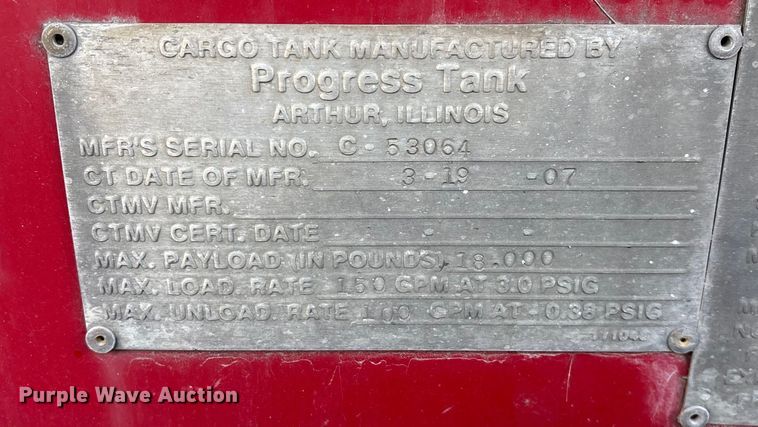 CARGO TANK MANUFACTURED BY
Progress Tank
ARTHUR, ILLINOIS
MFR'S SERIAL NO. C-53064
CT DATE OF MFR. 3-19 -07
CTMV MFR.
CTMV CERT. DATE - -
MAX. PAYLOAD (IN POUNDS) 18,000
MAX. LOAD. RATE 150 GPM AT 3.0 PSIG
MAX. UNLOAD. RATE 100 GPM AT -0.36 PSIG
Purple Wave Auction